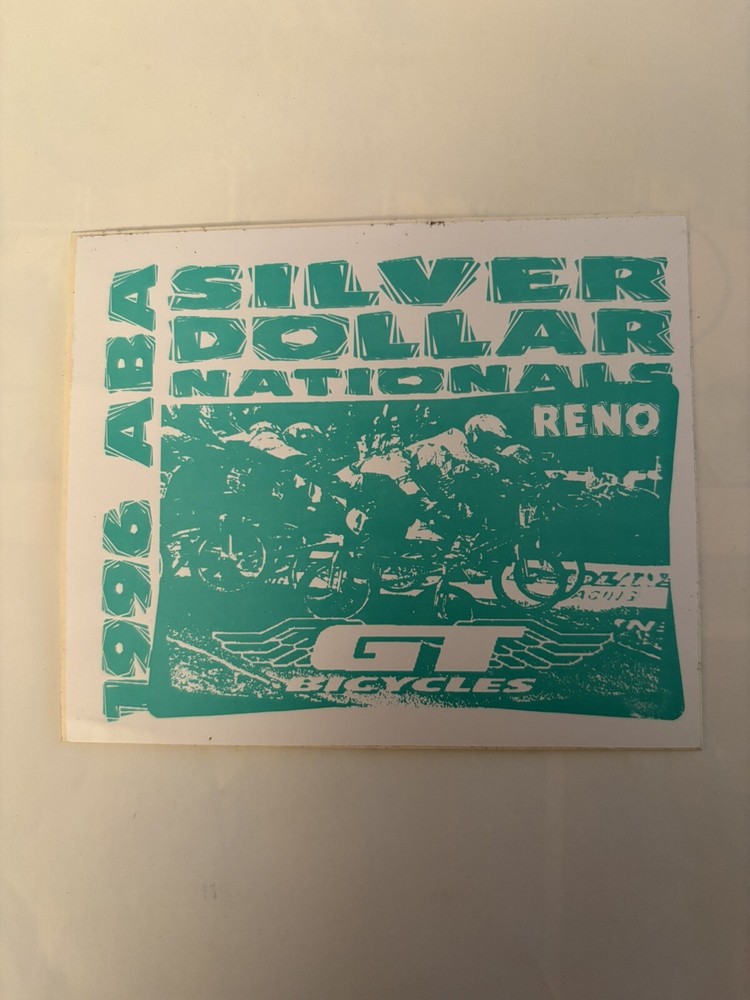 1996 ABA
SILVER
DOLLAR
NATIONALS
RENO
GT
BICYCLES